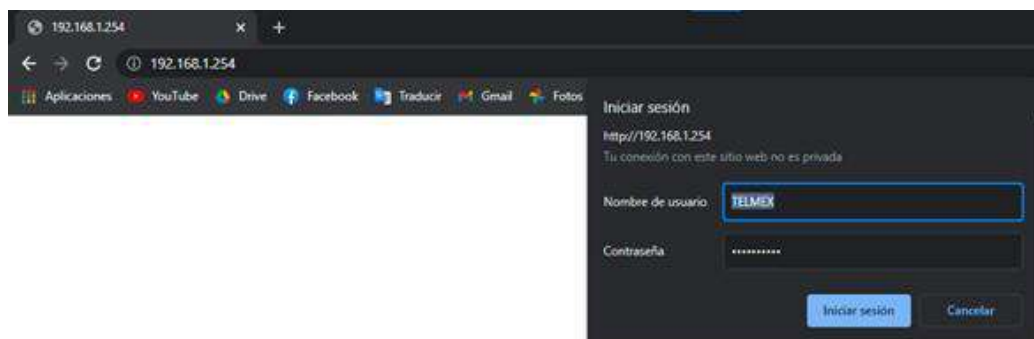 192.168.1.254
192.168.1.254
Aplicaciones YouTube Drive Facebook Traducir Gmail Fotos
Iniciar sesión
http://192.168.1.254
Tu conexión con este sitio web no es privada
Nombre de usuario TELMEX
Contraseña ••••••••••
Iniciar sesión Cancelar